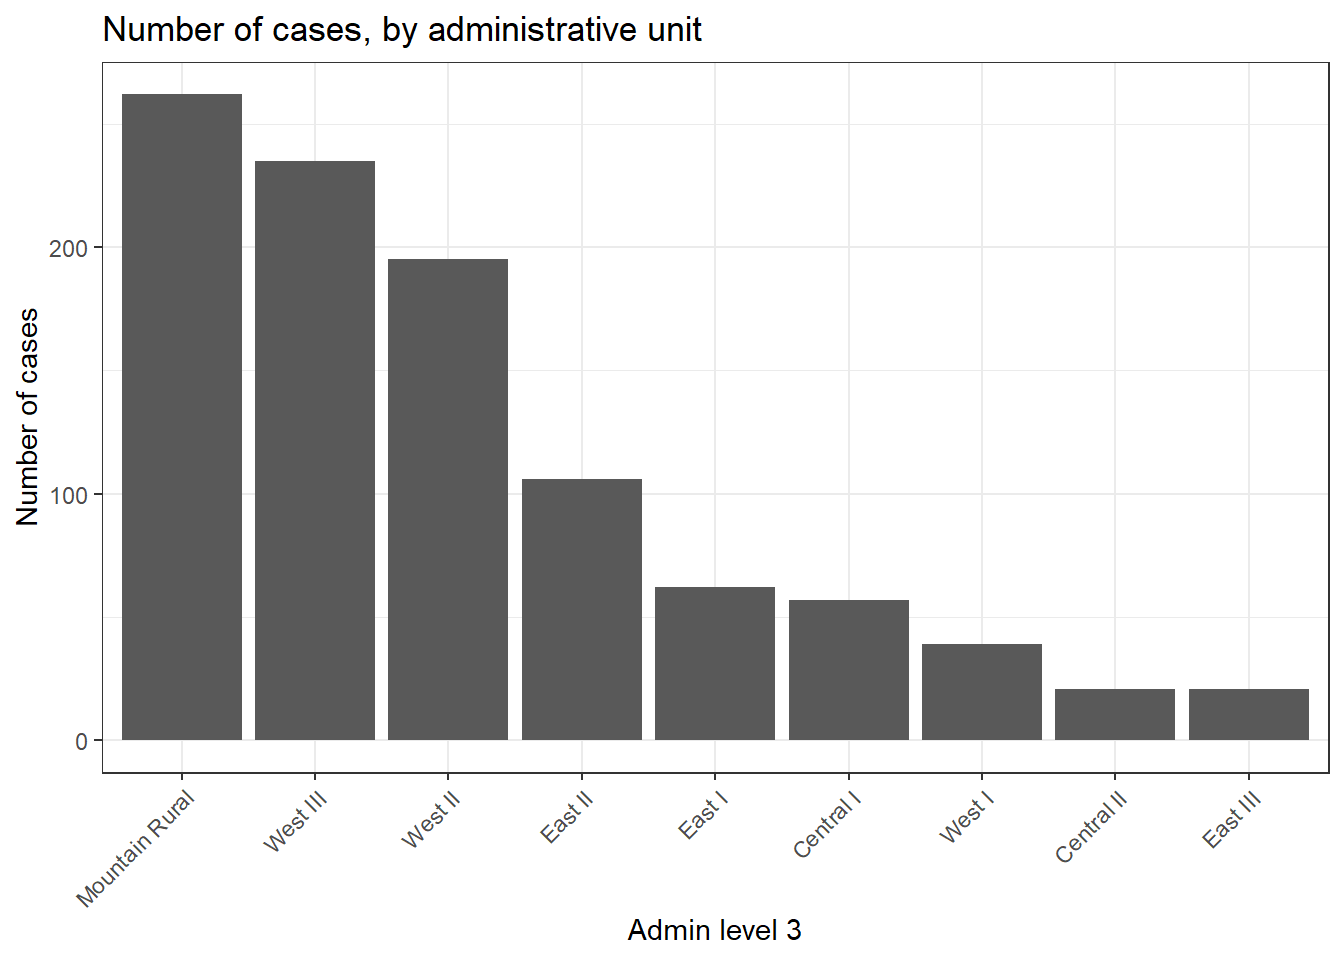 Number of cases, by administrative unit
Number of cases
200
100
0
Mountain Rural
West III
West II
East II
East I
Central I
West I
Central II
East III
Admin level 3